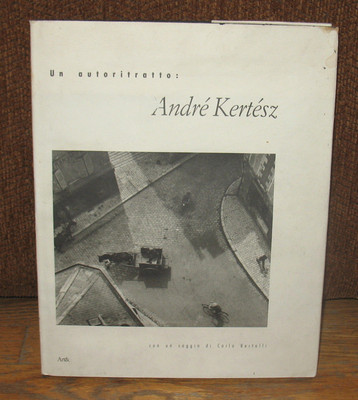 Un autoritratto:
André Kertész
con un saggio di Carlo Bertelli